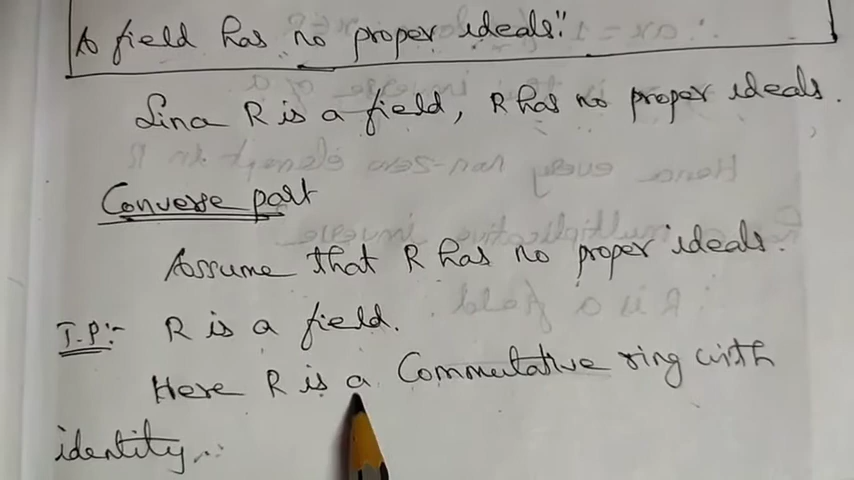 A field has no proper ideals."
Since R is a field, R has no proper ideals.
Converse part
Assume that R has no proper ideals.
T.P:- R is a field.
Here R is a Commutative ring with
identity..